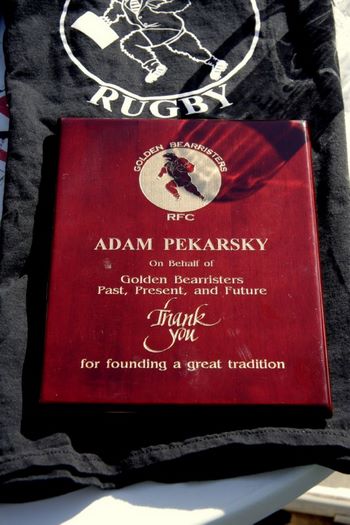 RUGBY
GOLDEN BEARRISTERS
RFC
ADAM PEKARSKY
On Behalf of
Golden Bearristers
Past, Present, and Future
Thank
you
for founding a great tradition